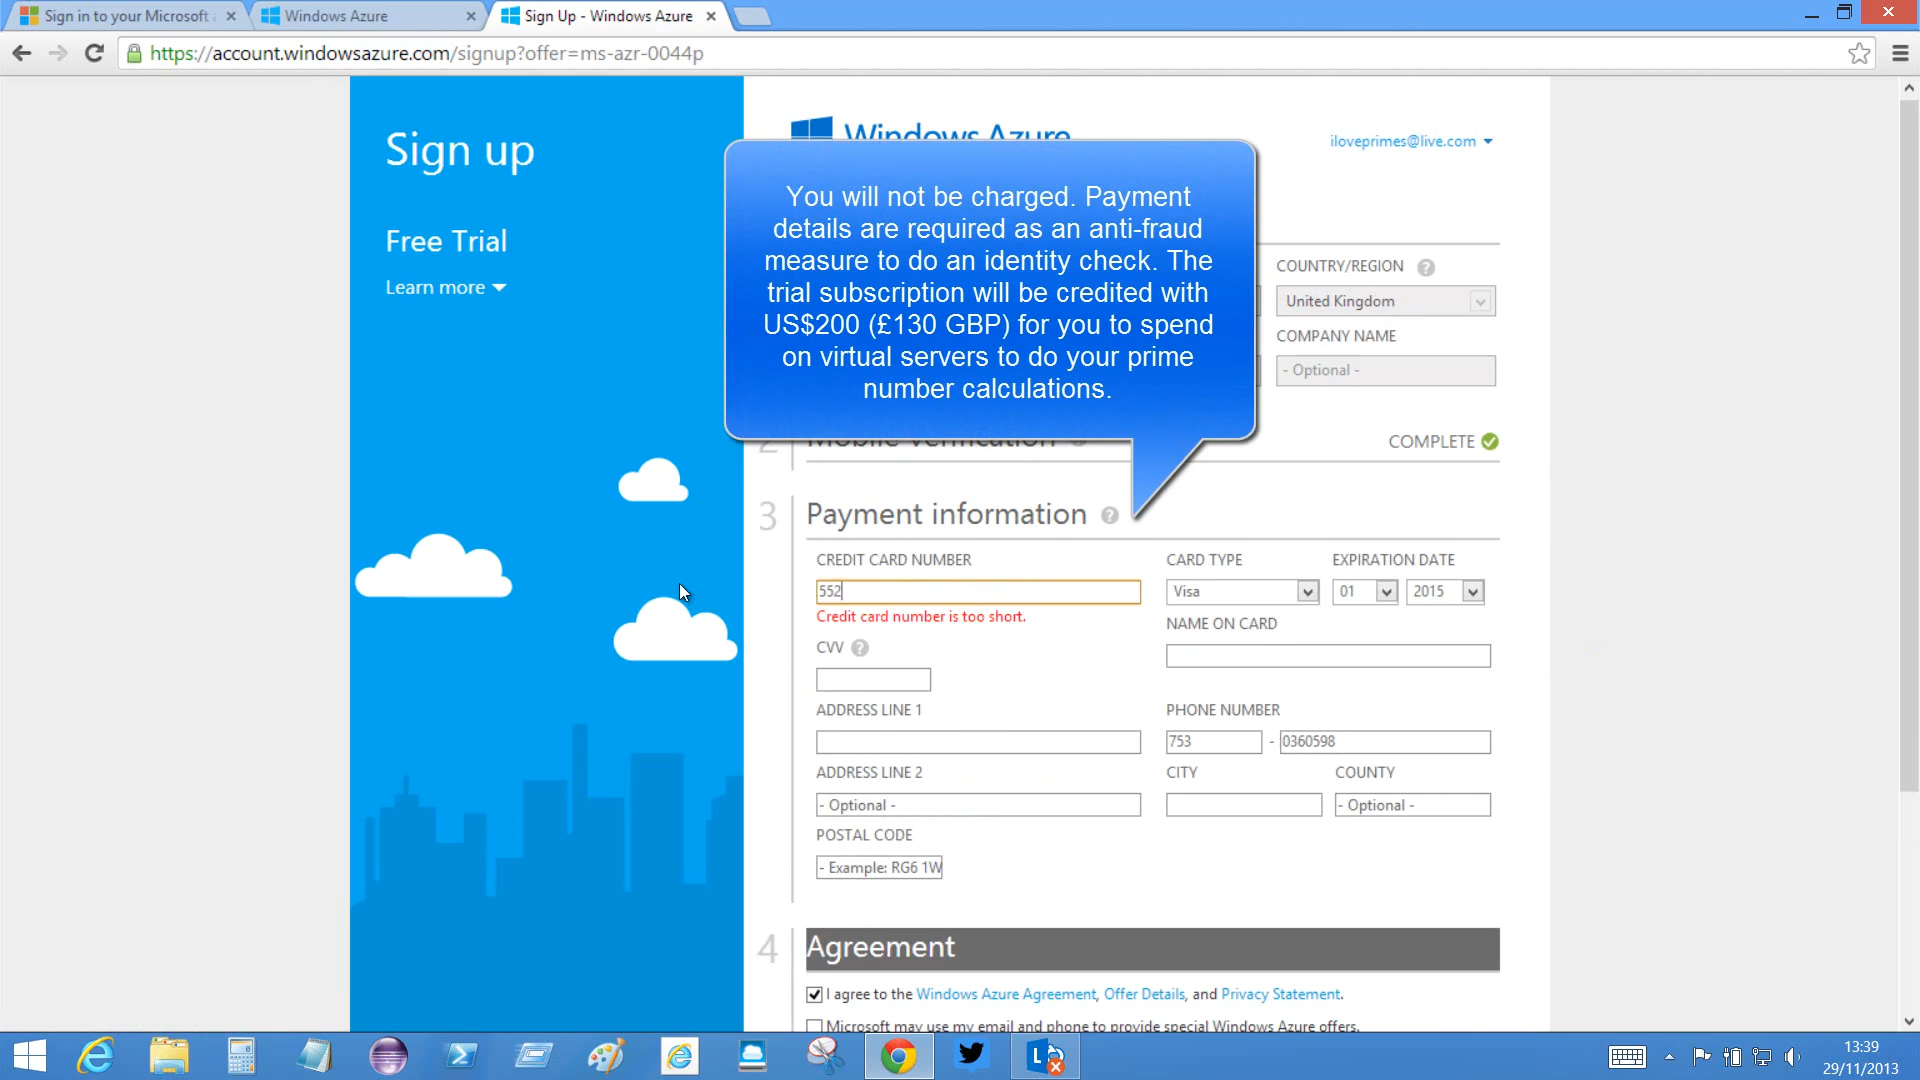 Sign in to your Microsoft a
Windows Azure
Sign Up - Windows Azure
https://account.windowsazure.com/signup?offer=ms-azr-0044p
Sign up
Free Trial
Learn more
Windows Azure
iloveprimes@live.com
You will not be charged. Payment
details are required as an anti-fraud
measure to do an identity check. The
trial subscription will be credited with
US$200 (£130 GBP) for you to spend
on virtual servers to do your prime
number calculations.
COUNTRY/REGION ?
United Kingdom
COMPANY NAME
- Optional -
2 Mobile verification
COMPLETE
3 Payment information ?
CREDIT CARD NUMBER
CARD TYPE
EXPIRATION DATE
552
Visa
01
2015
Credit card number is too short.
NAME ON CARD
CVV ?
ADDRESS LINE 1
PHONE NUMBER
753 - 0360598
ADDRESS LINE 2
CITY
COUNTY
- Optional -
- Optional -
POSTAL CODE
- Example: RG6 1W
4 Agreement
I agree to the Windows Azure Agreement, Offer Details, and Privacy Statement.
Microsoft may use my email and phone to provide special Windows Azure offers.
13:39
29/11/2013